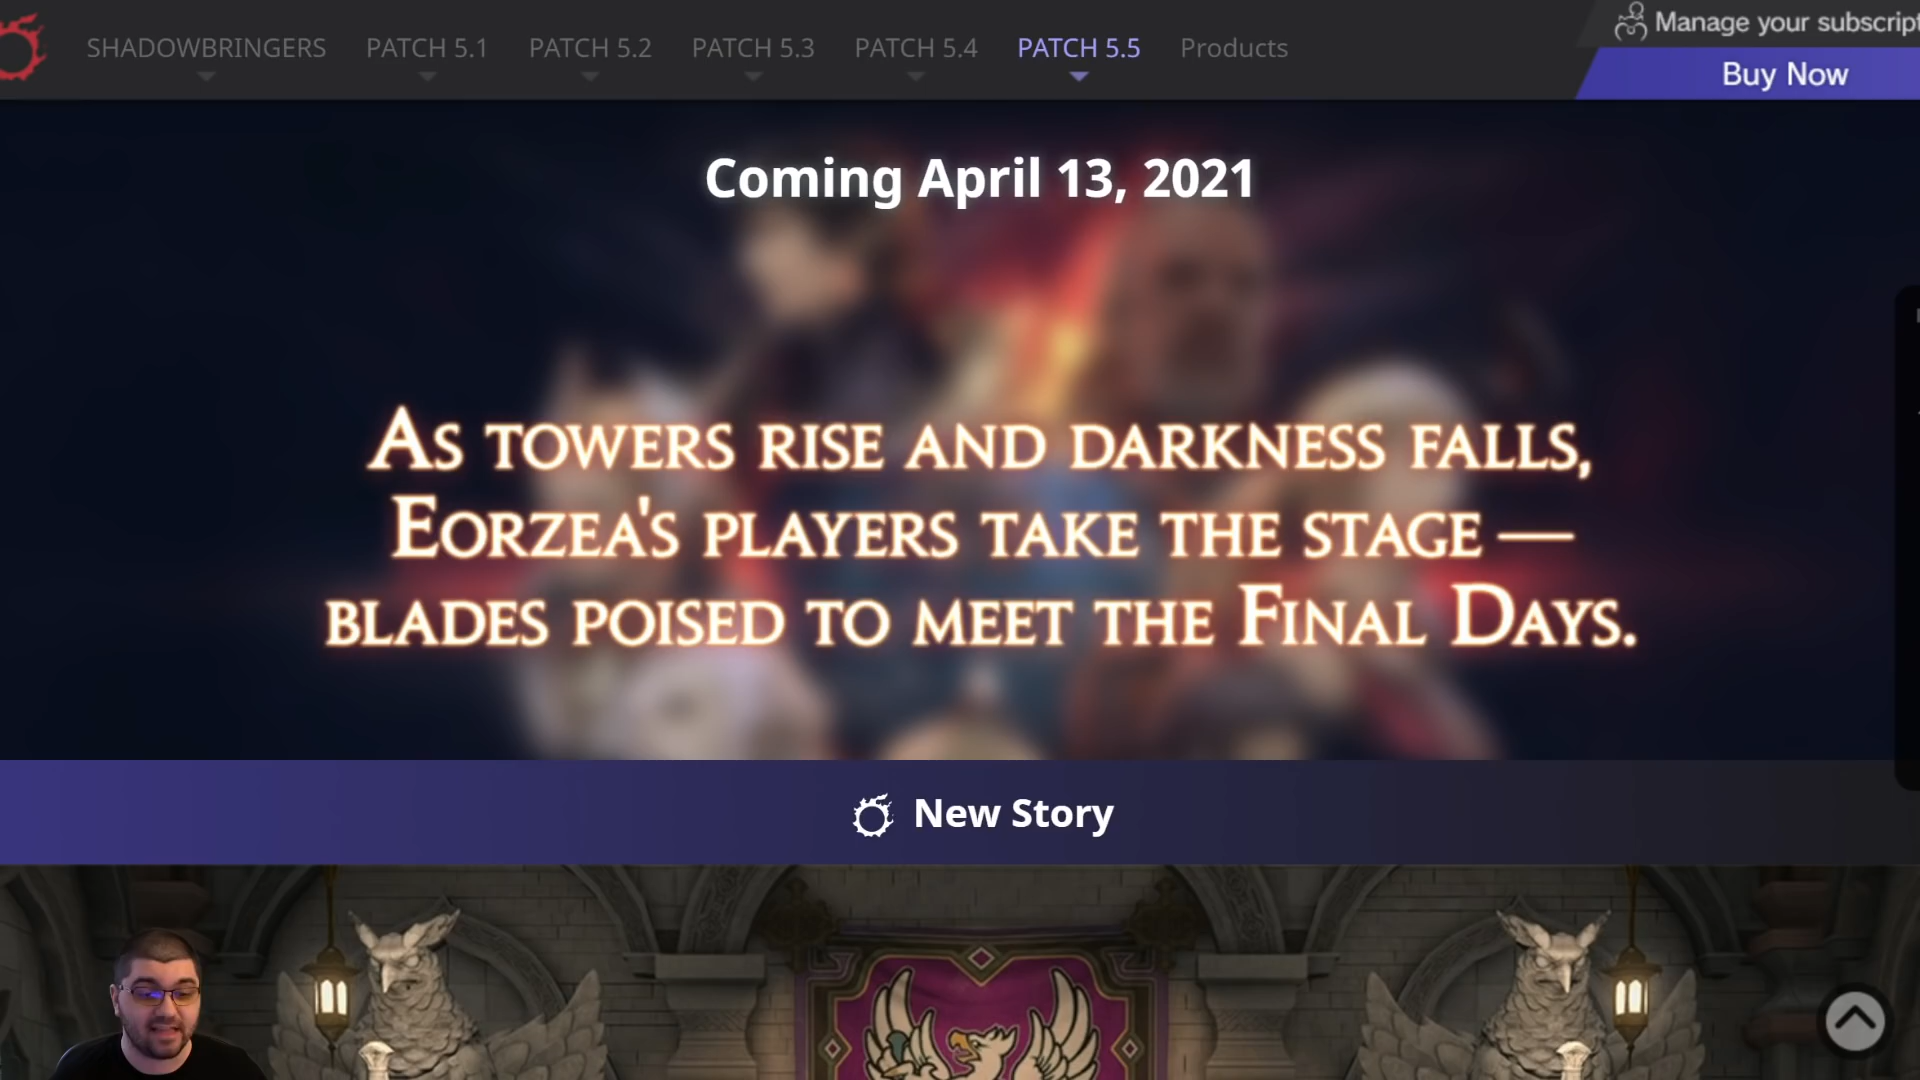 SHADOWBRINGERS PATCH 5.1 PATCH 5.2 PATCH 5.3 PATCH 5.4 PATCH 5.5 Products
Manage your subscript
Buy Now
Coming April 13, 2021
AS TOWERS RISE AND DARKNESS FALLS,
EORZEA'S PLAYERS TAKE THE STAGE —
BLADES POISED TO MEET THE FINAL DAYS.
New Story